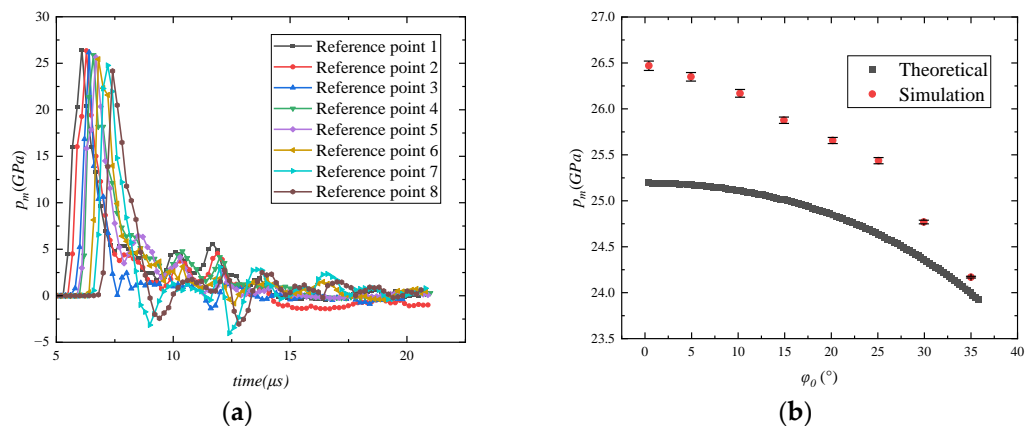 (a)
p_m(GPa)
30
25
20
15
10
5
0
−5
5
10
15
20
time(μs)
Reference point 1
Reference point 2
Reference point 3
Reference point 4
Reference point 5
Reference point 6
Reference point 7
Reference point 8
(a)
(b)
p_m(GPa)
27.0
26.5
26.0
25.5
25.0
24.5
24.0
23.5
0
5
10
15
20
25
30
35
40
φ_0 (°)
Theoretical
Simulation
(b)